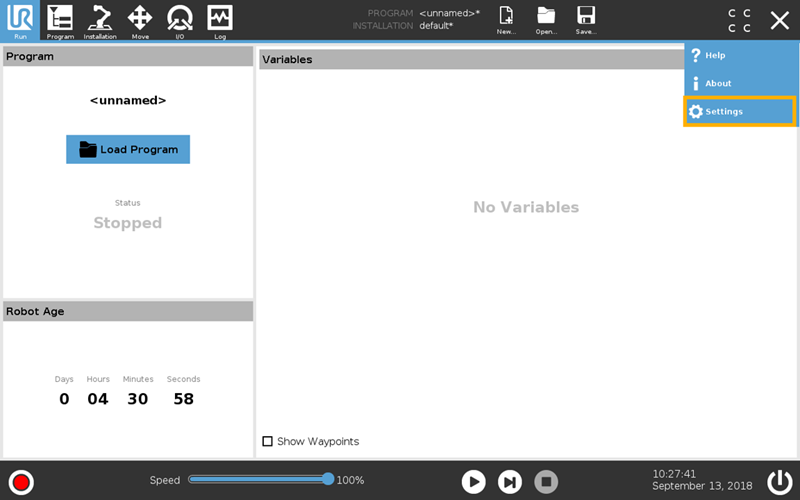 UR
Run
Program
Installation
Move
I/O
Log
PROGRAM <unnamed>*
INSTALLATION default*
New...
Open...
Save...
C C
C C
Help
About
Settings
Program
<unnamed>
Load Program
Status
Stopped
Variables
No Variables
Robot Age
Days Hours Minutes Seconds
0 04 30 58
Show Waypoints
Speed 100%
10:27:41
September 13, 2018